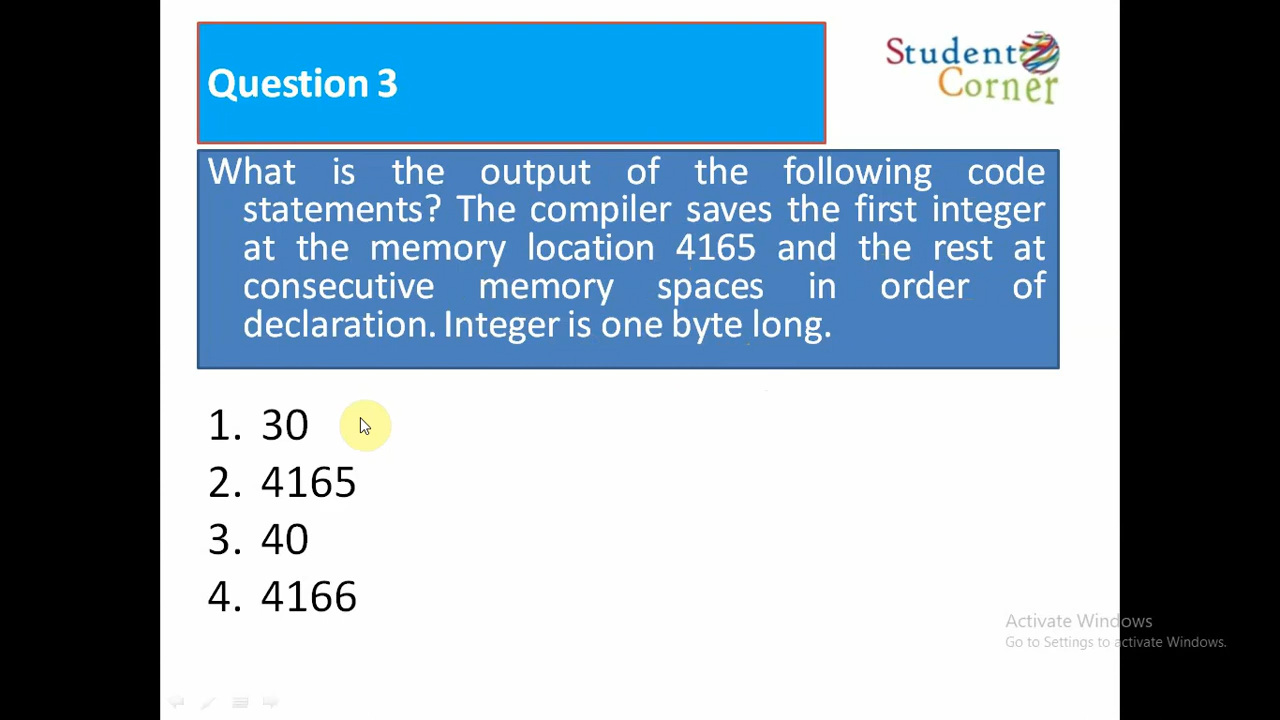 Question 3
Student
Corner
What is the output of the following code
statements? The compiler saves the first integer
at the memory location 4165 and the rest at
consecutive memory spaces in order of
declaration. Integer is one byte long.
1. 30
2. 4165
3. 40
4. 4166
Activate Windows
Go to Settings to activate Windows.